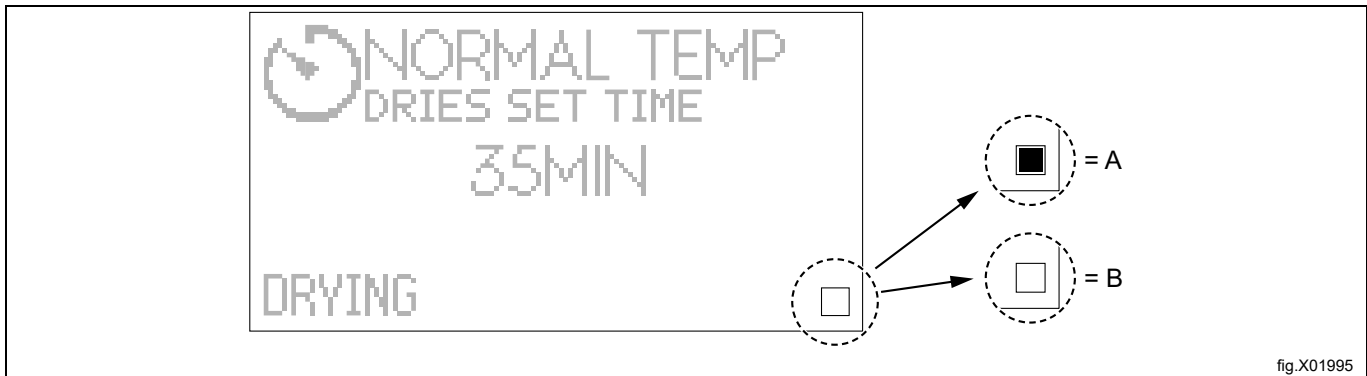 NORMAL TEMP
DRIES SET TIME
35MIN
DRYING
= A
= B
fig.X01995